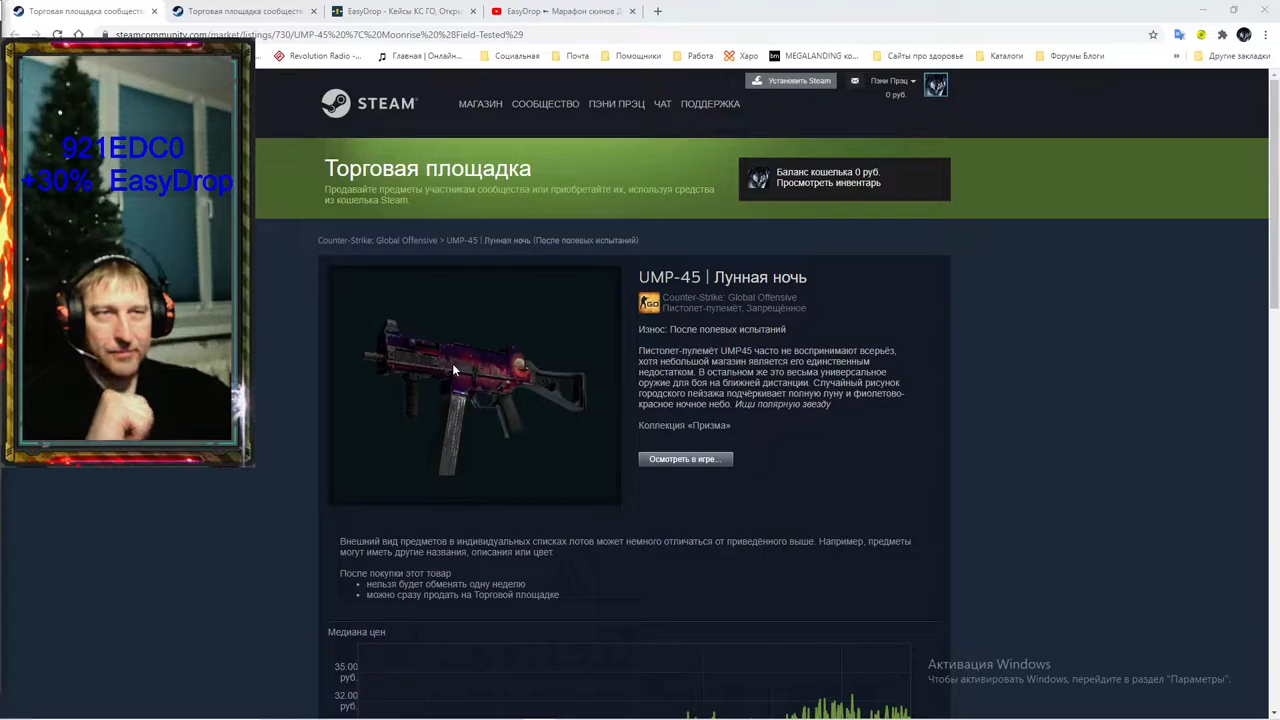 Торговая площадка сообщест
Торговая площадка сообществ
EasyDrop - Кейсы КС ГО, Откры
EasyDrop ► Марафон скинов Д
steamcommunity.com/market/listings/730/UMP-45%20%7C%20Moonrise%20%28Field-Tested%29
Revolution Radio -...
Главная | Онлайн...
Социальная
Почта
Помощники
Работа
Харо
MEGALANDING ко...
Сайты про здоровье
Каталоги
Форумы Блоги
Другие закладки
921EDC0
+30% EasyDrop
Установить Steam
Пэни Прэц
0 руб.
STEAM
МАГАЗИН СООБЩЕСТВО ПЭНИ ПРЭЦ ЧАТ ПОДДЕРЖКА
Торговая площадка
Продавайте предметы участникам сообщества или приобретайте их, используя средства
из кошелька Steam.
Баланс кошелька 0 руб.
Просмотреть инвентарь
Counter-Strike: Global Offensive > UMP-45 | Лунная ночь (После полевых испытаний)
UMP-45 | Лунная ночь
GO
Counter-Strike: Global Offensive
Пистолет-пулемёт, Запрещённое
Износ: После полевых испытаний
Пистолет-пулемёт UMP45 часто не воспринимают всерьёз,
хотя небольшой магазин является его единственным
недостатком. В остальном же это весьма универсальное
оружие для боя на ближней дистанции. Случайный рисунок
городского пейзажа подчёркивает полную луну и фиолетово-
красное ночное небо. Ищи полярную звезду
Коллекция «Призма»
Осмотреть в игре...
Внешний вид предметов в индивидуальных списках лотов может немного отличаться от приведённого выше. Например, предметы
могут иметь другие названия, описания или цвет.
После покупки этот товар
• нельзя будет обменять одну неделю
• можно сразу продать на Торговой площадке
Медиана цен
35.00
руб.
32.00
руб.
Активация Windows
Чтобы активировать Windows, перейдите в раздел "Параметры".